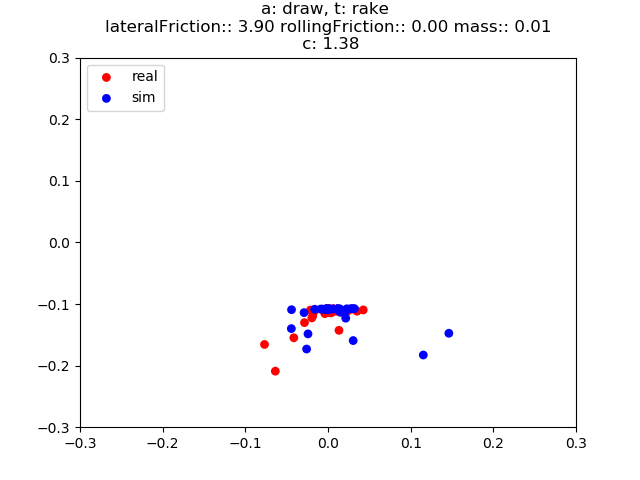 a: draw, t: rake
lateralFriction:: 3.90 rollingFriction:: 0.00 mass:: 0.01
c: 1.38
real
sim
0.3
0.2
0.1
0.0
−0.1
−0.2
−0.3
−0.3 −0.2 −0.1 0.0 0.1 0.2 0.3